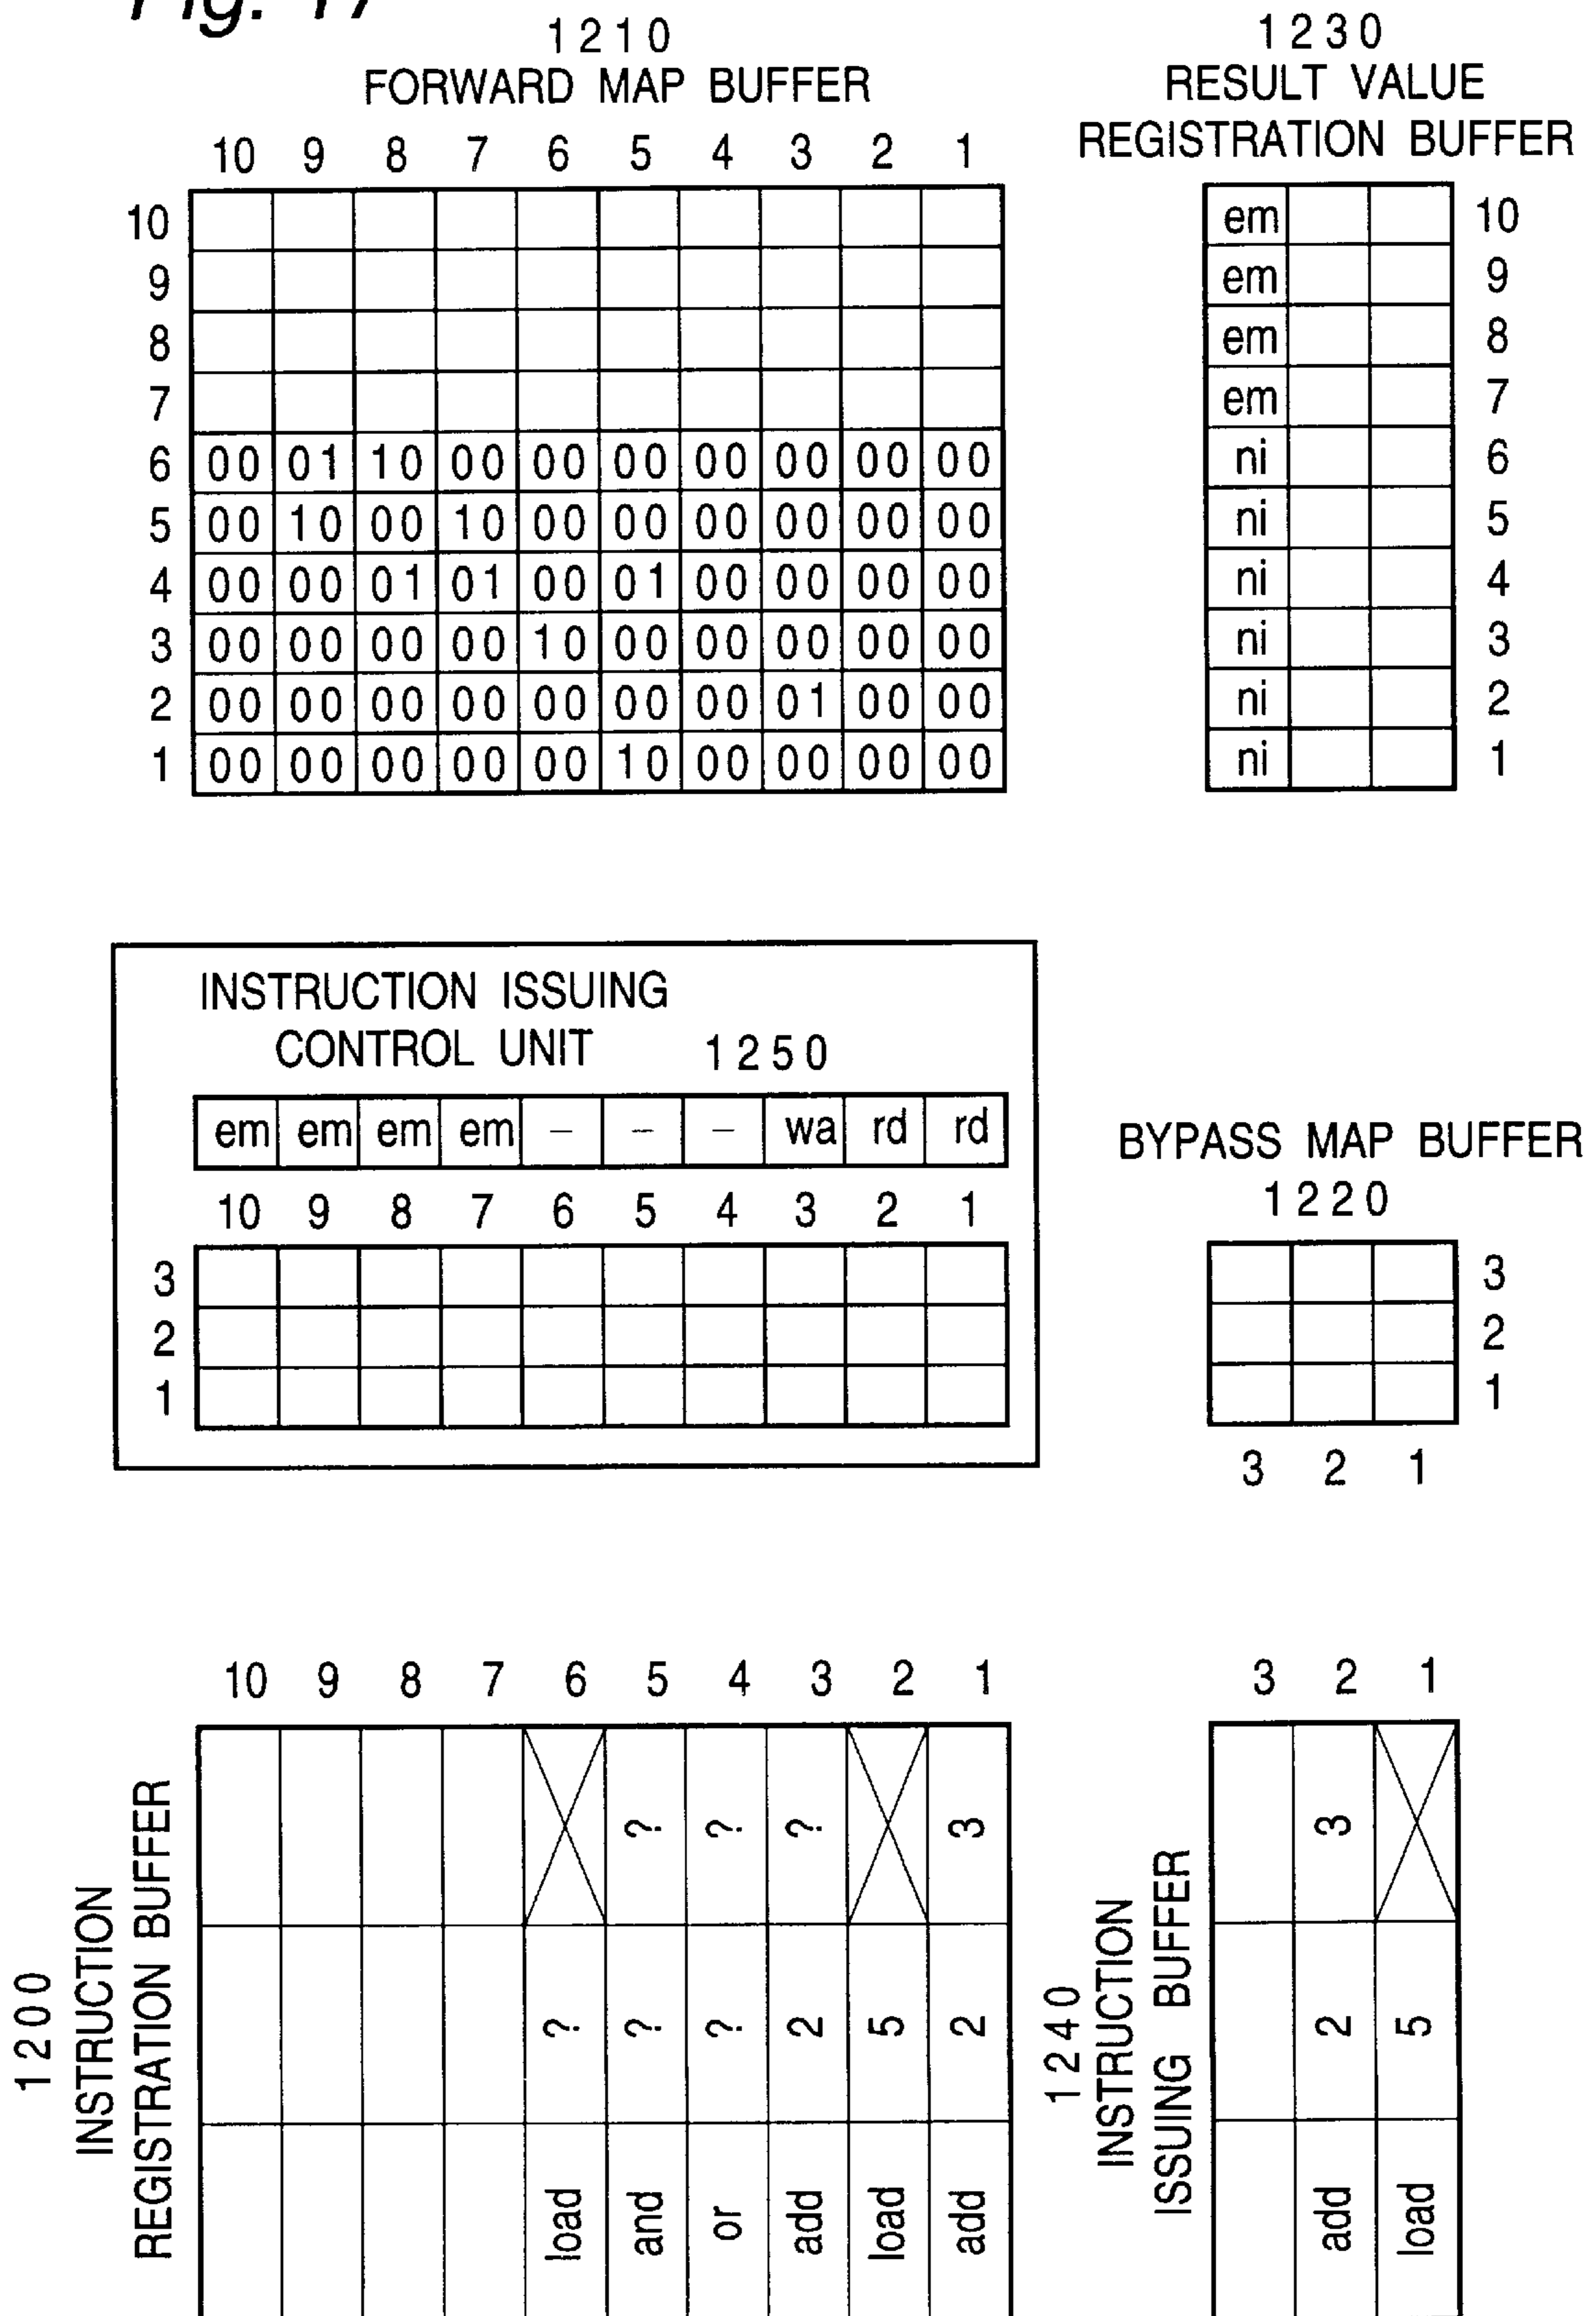 Fig. 17
1210
FORWARD MAP BUFFER
10 9 8 7 6 5 4 3 2 1
10
9
8
7
6 00 01 10 00 00 00 00 00 00 00
5 00 10 00 10 00 00 00 00 00 00
4 00 00 01 01 00 01 00 00 00 00
3 00 00 00 00 10 00 00 00 00 00
2 00 00 00 00 00 00 00 01 00 00
1 00 00 00 00 00 10 00 00 00 00
1230
RESULT VALUE
REGISTRATION BUFFER
em 10
em 9
em 8
em 7
ni 6
ni 5
ni 4
ni 3
ni 2
ni 1
INSTRUCTION ISSUING
CONTROL UNIT 1250
em em em em – – – wa rd rd
10 9 8 7 6 5 4 3 2 1
3
2
1
BYPASS MAP BUFFER
1220
3
2
1
3 2 1
1200
INSTRUCTION
REGISTRATION BUFFER
10 9 8 7 6 5 4 3 2 1
? ? ? 3
? ? ? 2 5 2
load and or add load add
1240
INSTRUCTION
ISSUING BUFFER
3 2 1
3
2 5
add load